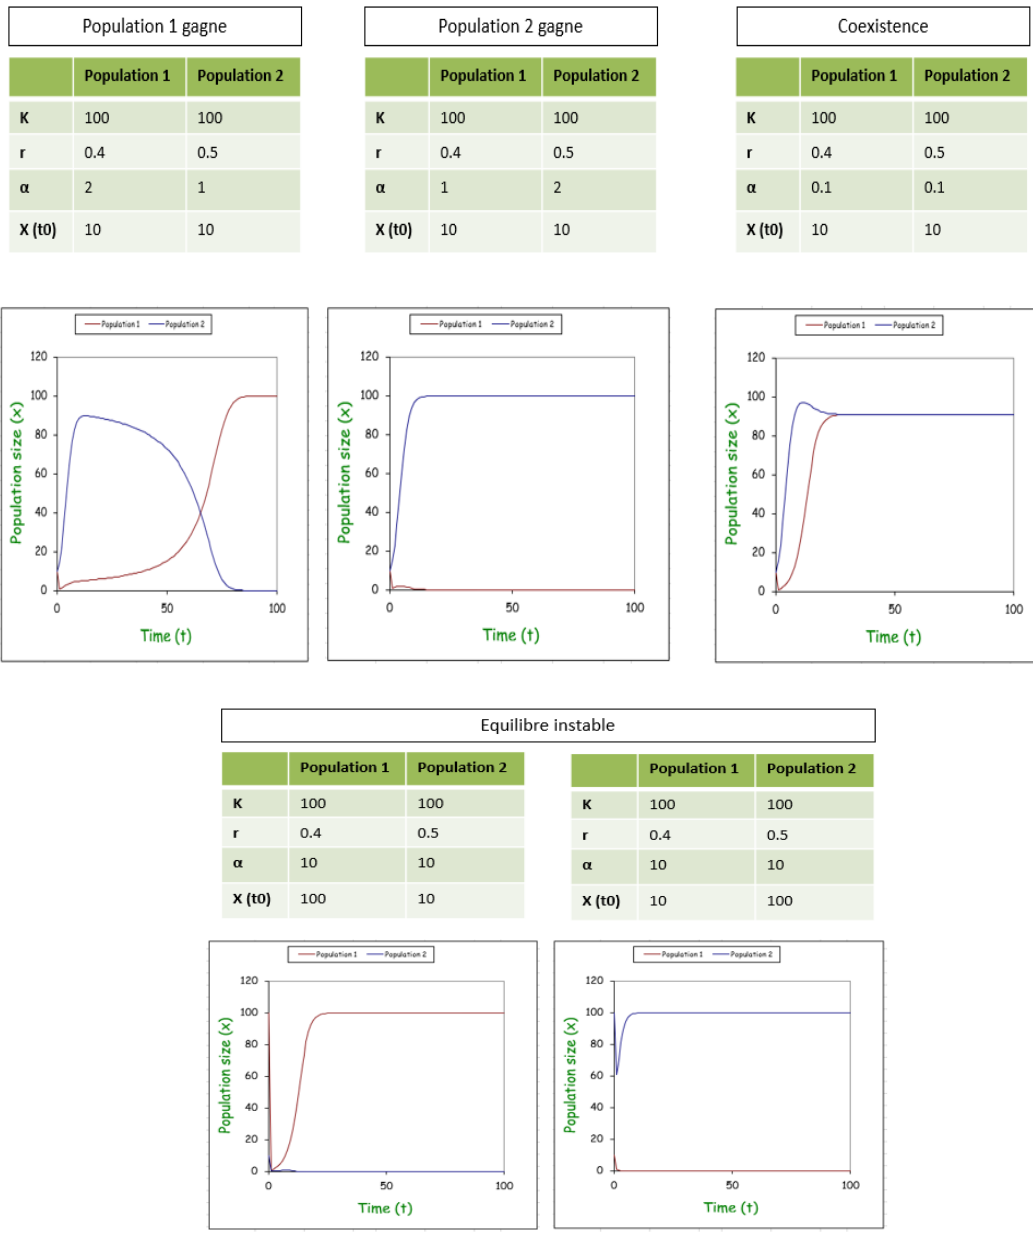 Population 1 gagne
Population 1 Population 2
K 100 100
r 0.4 0.5
α 2 1
X (t0) 10 10
Population 2 gagne
Population 1 Population 2
K 100 100
r 0.4 0.5
α 1 2
X (t0) 10 10
Coexistence
Population 1 Population 2
K 100 100
r 0.4 0.5
α 0.1 0.1
X (t0) 10 10
Population 1 Population 2
120
100
80
60
40
20
0
0 50 100
Population size (x)
Time (t)
Population 1 Population 2
120
100
80
60
40
20
0
0 50 100
Population size (x)
Time (t)
Population 1 Population 2
120
100
80
60
40
20
0
0 50 100
Population size (x)
Time (t)
Equilibre instable
Population 1 Population 2
K 100 100
r 0.4 0.5
α 10 10
X (t0) 100 10
Population 1 Population 2
K 100 100
r 0.4 0.5
α 10 10
X (t0) 10 100
Population 1 Population 2
120
100
80
60
40
20
0
0 50 100
Population size (x)
Time (t)
Population 1 Population 2
120
100
80
60
40
20
0
0 50 100
Population size (x)
Time (t)